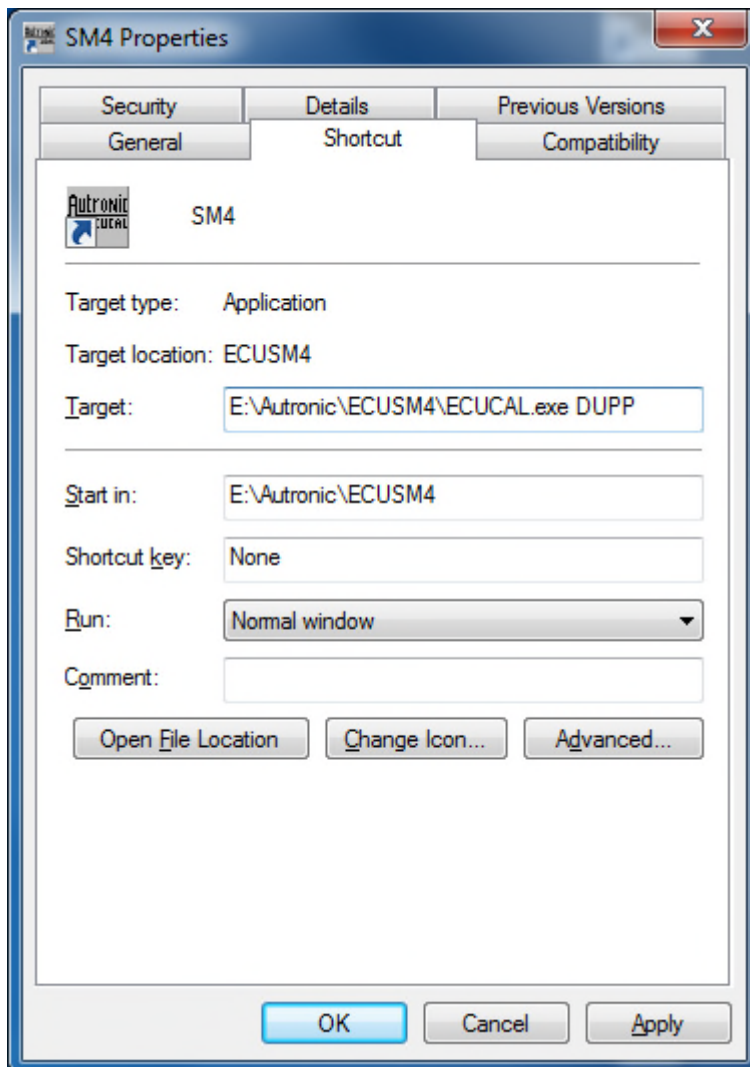 SM4 Properties
Security Details Previous Versions
General Shortcut Compatibility
Autronic
SM4
Target type: Application
Target location: ECUSM4
Target: E:\Autronic\ECUSM4\ECUCAL.exe DUPP
Start in: E:\Autronic\ECUSM4
Shortcut key: None
Run: Normal window
Comment:
Open File Location Change Icon... Advanced...
OK Cancel Apply